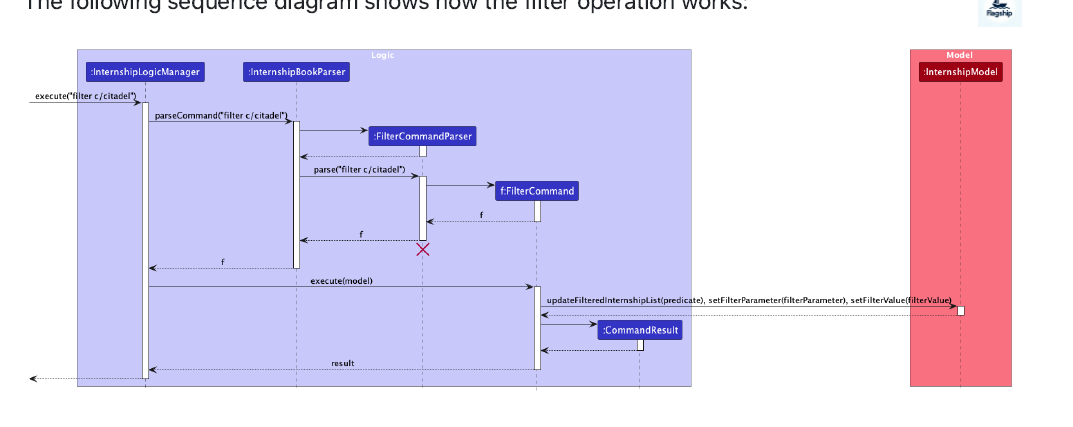 The following sequence diagram shows how the filter operation works:
Flagship
Logic
Model
:InternshipLogicManager
:InternshipBookParser
:InternshipModel
execute("filter c/citadel")
parseCommand("filter c/citadel")
:FilterCommandParser
parse("filter c/citadel")
f:FilterCommand
f
f
f
execute(model)
updateFilteredInternshipList(predicate), setFilterParameter(filterParameter), setFilterValue(filterValue)
:CommandResult
result